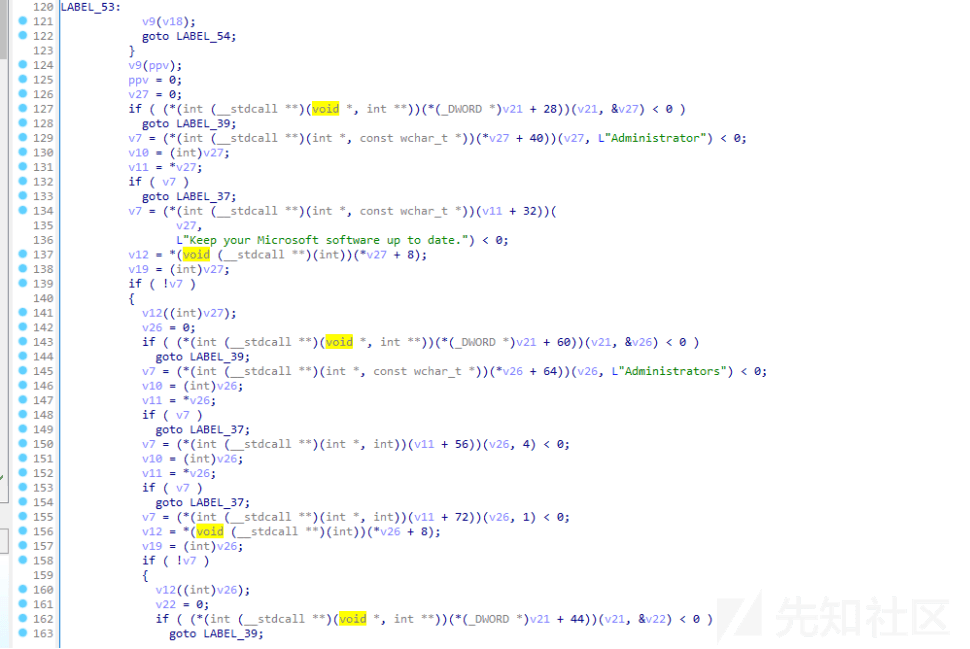 120 LABEL_53:
121 v9(v18);
122 goto LABEL_54;
123 }
124 v9(ppv);
125 ppv = 0;
126 v27 = 0;
127 if ( (*(int (__stdcall **)(void *, int **))(*(_DWORD *)v21 + 28))(v21, &v27) < 0 )
128 goto LABEL_39;
129 v7 = (*(int (__stdcall **)(int *, const wchar_t *))(*v27 + 40))(v27, L"Administrator") < 0;
130 v10 = (int)v27;
131 v11 = *v27;
132 if ( v7 )
133 goto LABEL_37;
134 v7 = (*(int (__stdcall **)(int *, const wchar_t *))(v11 + 32))(
135 v27,
136 L"Keep your Microsoft software up to date.") < 0;
137 v12 = *(void (__stdcall **)(int))(*v27 + 8);
138 v19 = (int)v27;
139 if ( !v7 )
140 {
141 v12((int)v27);
142 v26 = 0;
143 if ( (*(int (__stdcall **)(void *, int **))(*(_DWORD *)v21 + 60))(v21, &v26) < 0 )
144 goto LABEL_39;
145 v7 = (*(int (__stdcall **)(int *, const wchar_t *))(*v26 + 64))(v26, L"Administrators") < 0;
146 v10 = (int)v26;
147 v11 = *v26;
148 if ( v7 )
149 goto LABEL_37;
150 v7 = (*(int (__stdcall **)(int *, int))(v11 + 56))(v26, 4) < 0;
151 v10 = (int)v26;
152 v11 = *v26;
153 if ( v7 )
154 goto LABEL_37;
155 v7 = (*(int (__stdcall **)(int *, int))(v11 + 72))(v26, 1) < 0;
156 v12 = *(void (__stdcall **)(int))(*v26 + 8);
157 v19 = (int)v26;
158 if ( !v7 )
159 {
160 v12((int)v26);
161 v22 = 0;
162 if ( (*(int (__stdcall **)(void *, int **))(*(_DWORD *)v21 + 44))(v21, &v22) < 0 )
163 goto LABEL_39;
先知社区